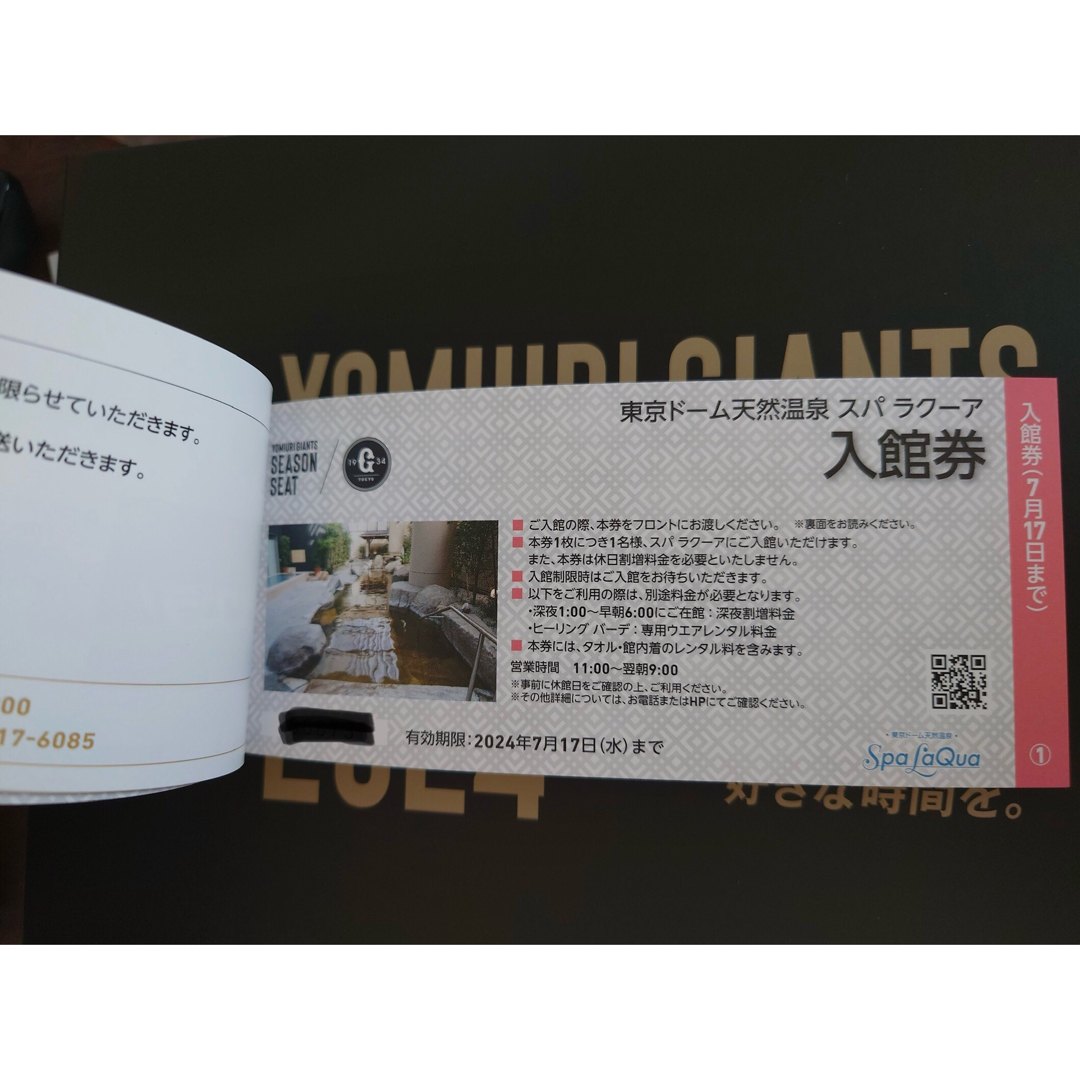 限らせていただきます。
送いただきます。
00
17-6085
YOMIURI GIANTS
東京ドーム天然温泉 スパ ラクーア
入館券
YOMIURI GIANTS
SEASON
SEAT
19 G 34
TOKYO
■ ご入館の際、本券をフロントにお渡しください。 ※裏面をお読みください。
■ 本券1枚につき1名様、スパ ラクーアにご入館いただけます。
また、本券は休日割増料金を必要といたしません。
■ 入館制限時はご入館をお待ちいただきます。
■ 以下をご利用の際は、別途料金が必要となります。
・深夜1:00～早朝6:00にご在館：深夜割増料金
・ヒーリング バーデ：専用ウエアレンタル料金
■ 本券には、タオル・館内着のレンタル料を含みます。
営業時間 11:00～翌朝9:00
※事前に休館日をご確認の上、ご利用ください。
※その他詳細については、お電話またはHPにてご確認ください。
有効期限：2024年7月17日（水）まで
・東京ドーム天然温泉・
Spa LaQua
入館券（7月17日まで）
①
2024
好きな時間を。